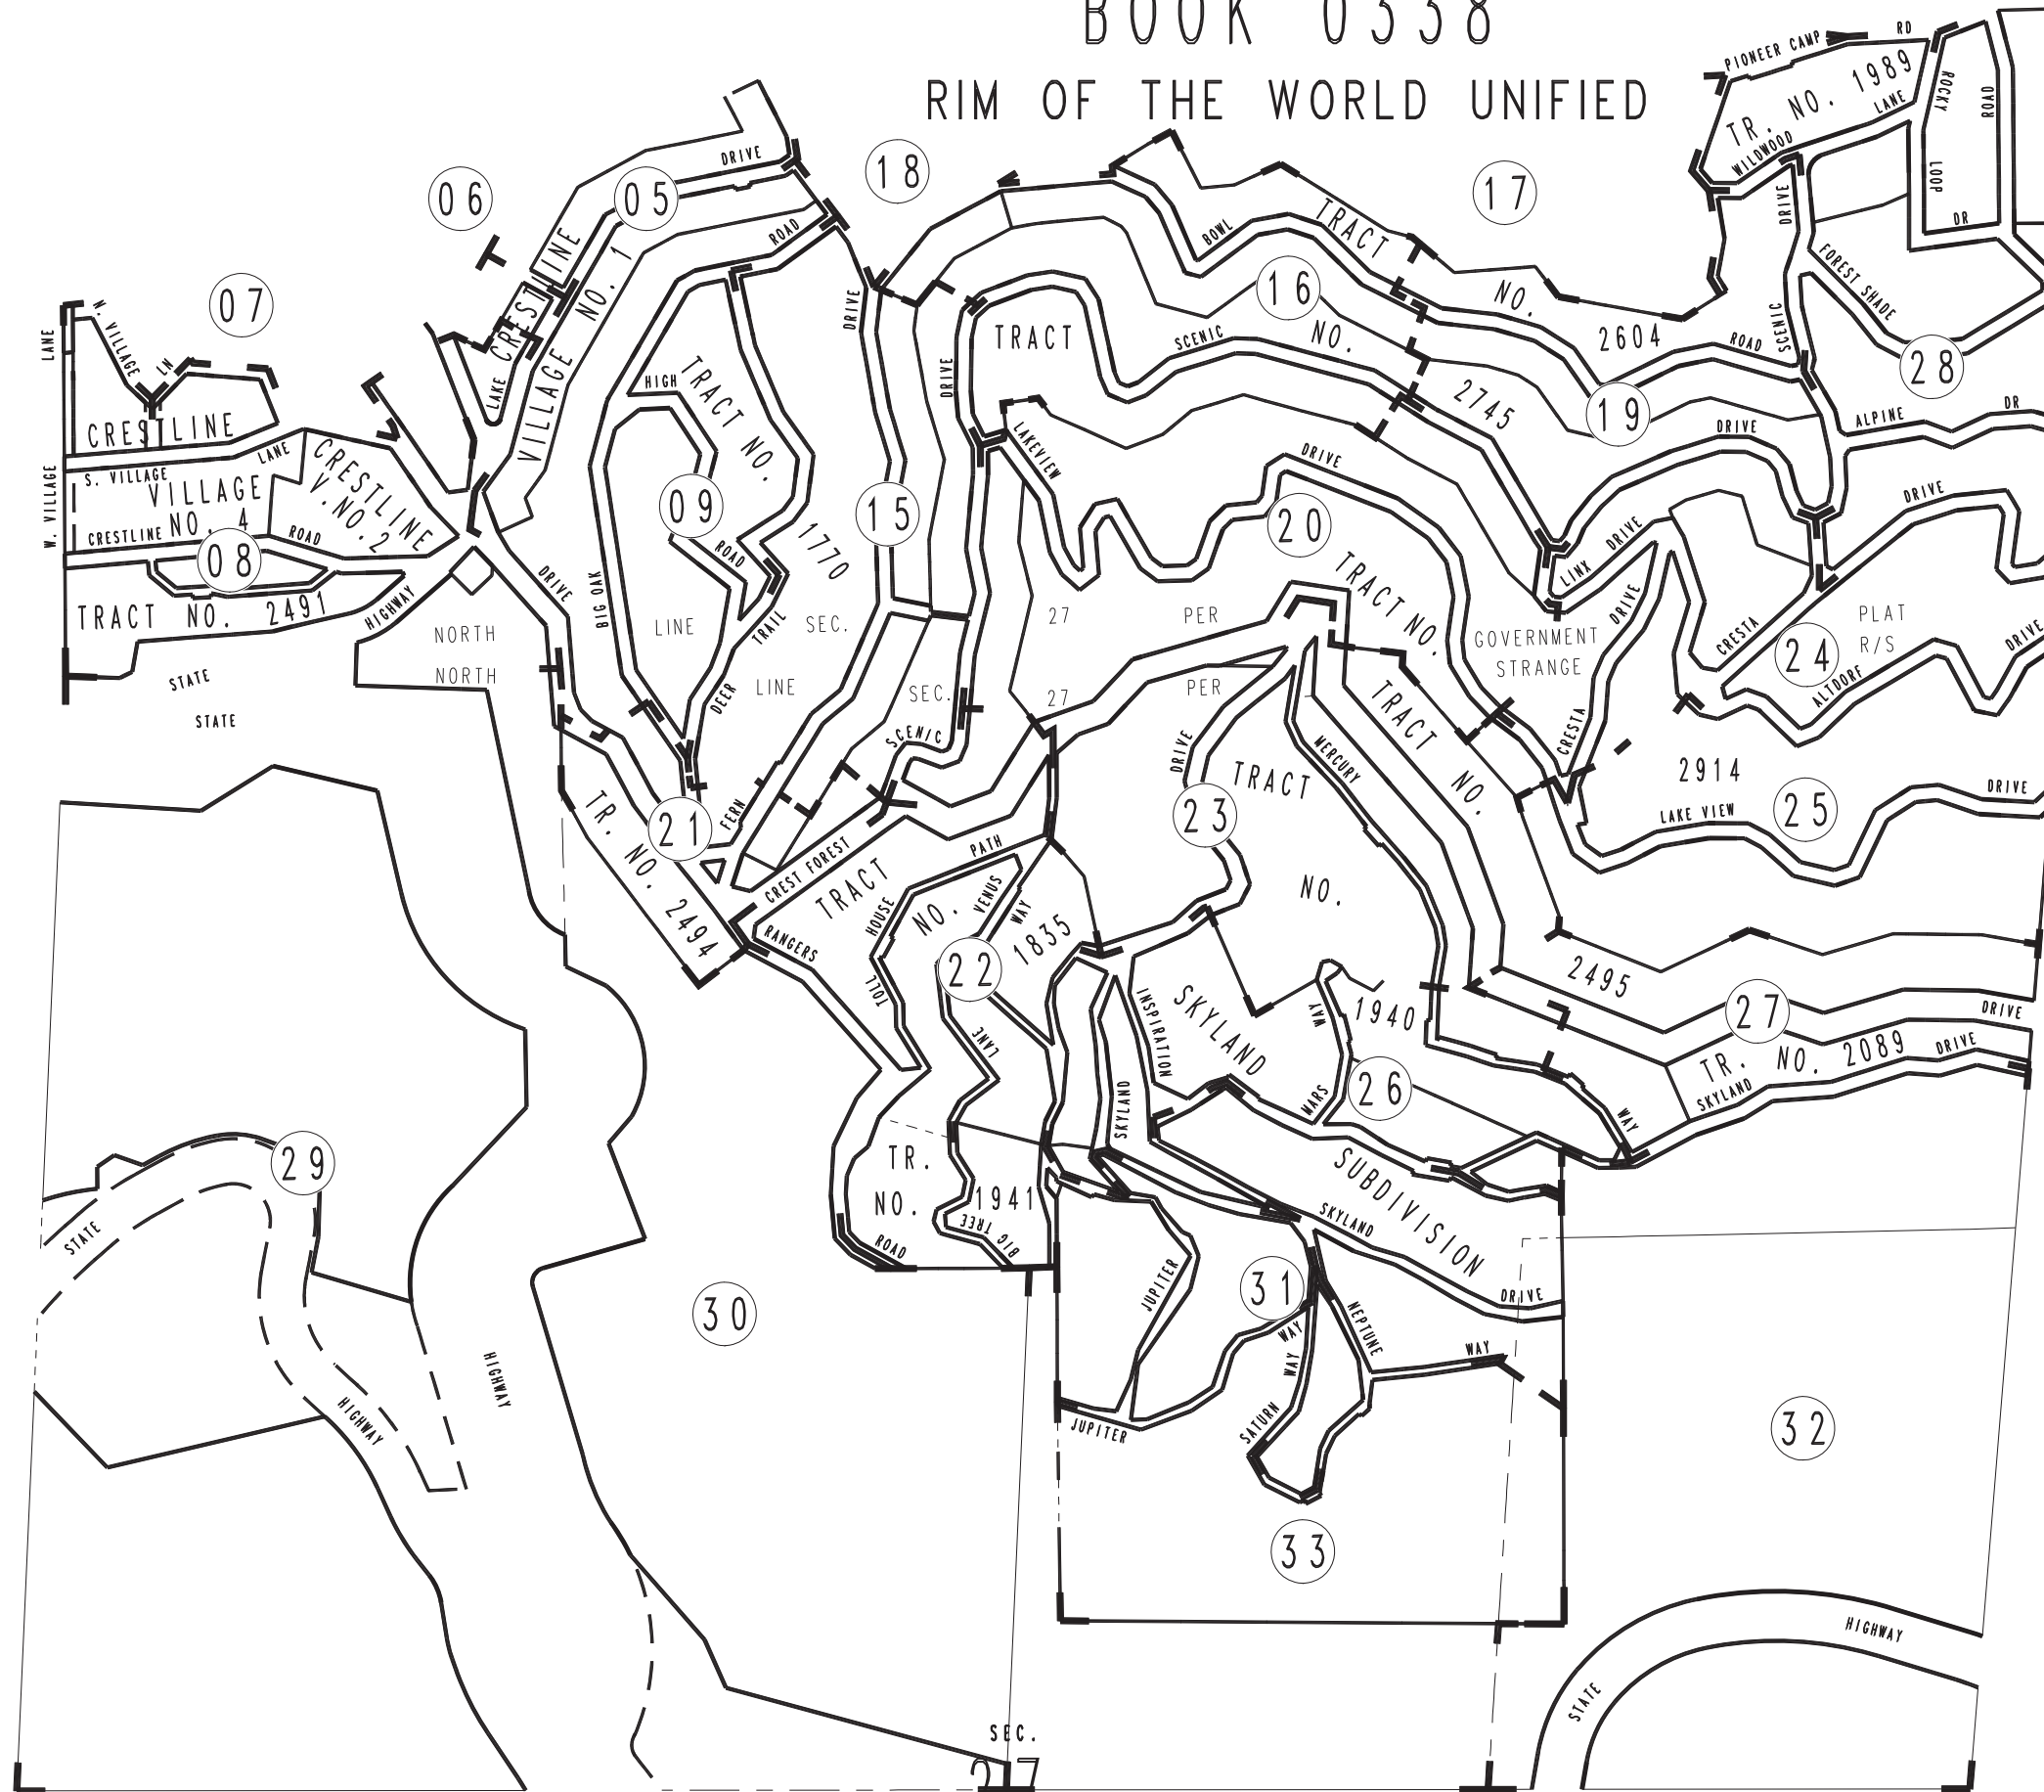 BOOK 0338
RIM OF THE WORLD UNIFIED
PIONEER CAMP RD
TR. NO. 1989
WILDWOOD LANE
ROCKY
ROAD
LOOP
DR
DRIVE
FOREST SHADE
SCENIC
18
17
06
05
DRIVE
ROAD
07
LAKE CRESTLINE
VILLAGE NO. 1
LANE
N. VILLAGE
LN
CRESTLINE
S. VILLAGE LANE
W. VILLAGE
VILLAGE
NO. 4
CRESTLINE
V. NO. 2
CRESTLINE ROAD
08
TRACT NO. 2491
HIGHWAY
NORTH
NORTH
STATE
STATE
DRIVE
BIG OAK
HIGH
ROAD
09
TRACT NO.
1770
LINE
LINE
SEC.
SEC.
DEER
TRAIL
DRIVE
15
BOWL
TRACT
NO.
2604
ROAD
16
TRACT
NO.
2745
SCENIC
DRIVE
19
28
ALPINE
DR
DRIVE
LAKEVIEW
DRIVE
20
TRACT NO.
27
PER
27
PER
LINX
DRIVE
GOVERNMENT
STRANGE
CRESTA
DRIVE
CRESTA
DRIVE
24
PLAT
R/S
ALTDORF
DRIVE
2914
LAKE VIEW
DRIVE
25
SCENIC
FERN
21
TR. NO. 2494
CREST FOREST
TRACT
NO.
1835
RANGERS
HOUSE
PATH
TOLL
VENUS
WAY
22
LANE
DRIVE
23
TRACT
NO.
1940
MERCURY
TRACT
NO.
2495
27
DRIVE
TR. NO. 2089
SKYLAND
DRIVE
INSPIRATION
SKYLAND
WAY
MARS
26
WAY
SKYLAND
SUBDIVISION
SKYLAND
DRIVE
TR.
NO.
1941
BIG
TREE
ROAD
29
STATE
HIGHWAY
HIGHWAY
30
31
JUPITER
JUPITER
WAY
WAY
SATURN
NEPTUNE
WAY
32
33
STATE
HIGHWAY
SEC.
27